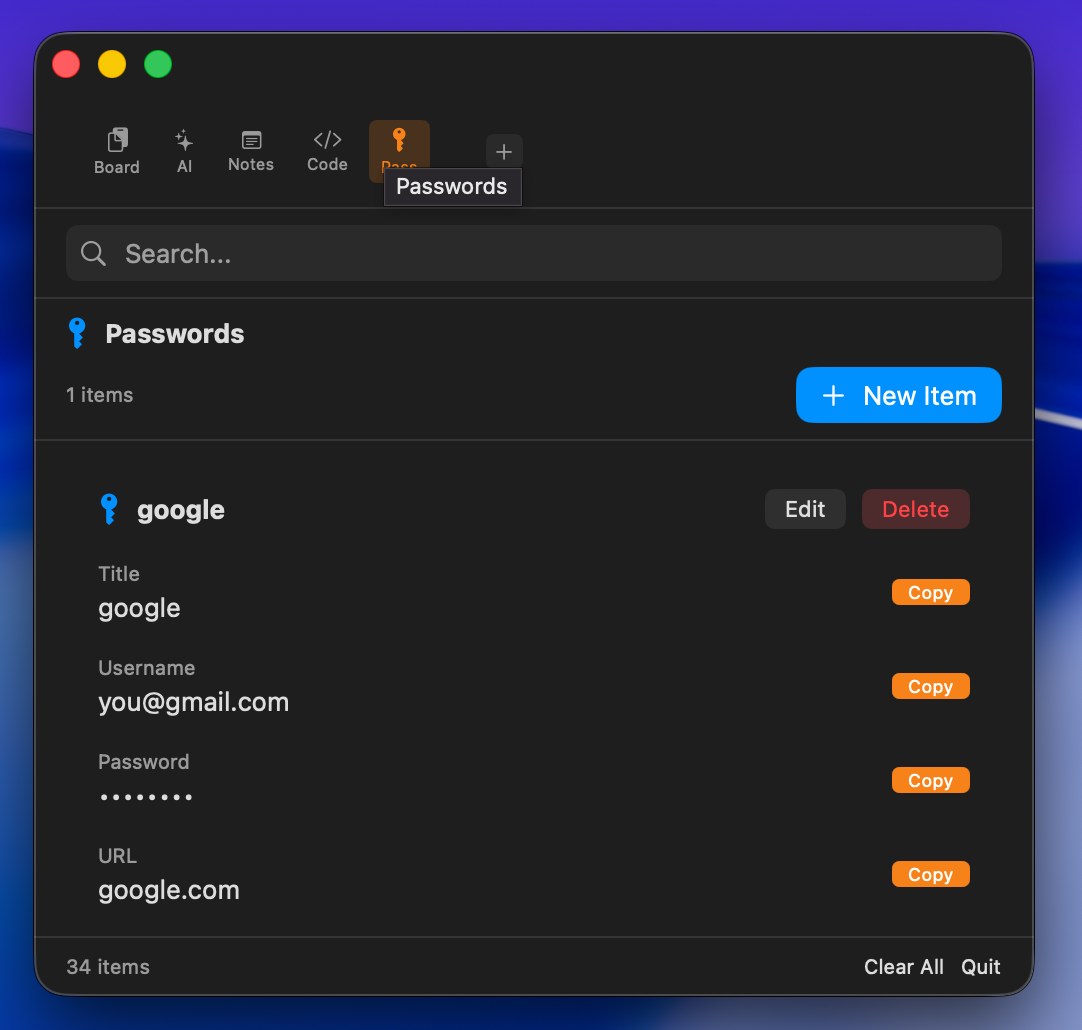 Board
AI
Notes
Code
Pass
Passwords
Search...
Passwords
1 items
New Item
google
Edit
Delete
Title
google
Copy
Username
you@gmail.com
Copy
Password
••••••••
Copy
URL
google.com
Copy
34 items
Clear All
Quit